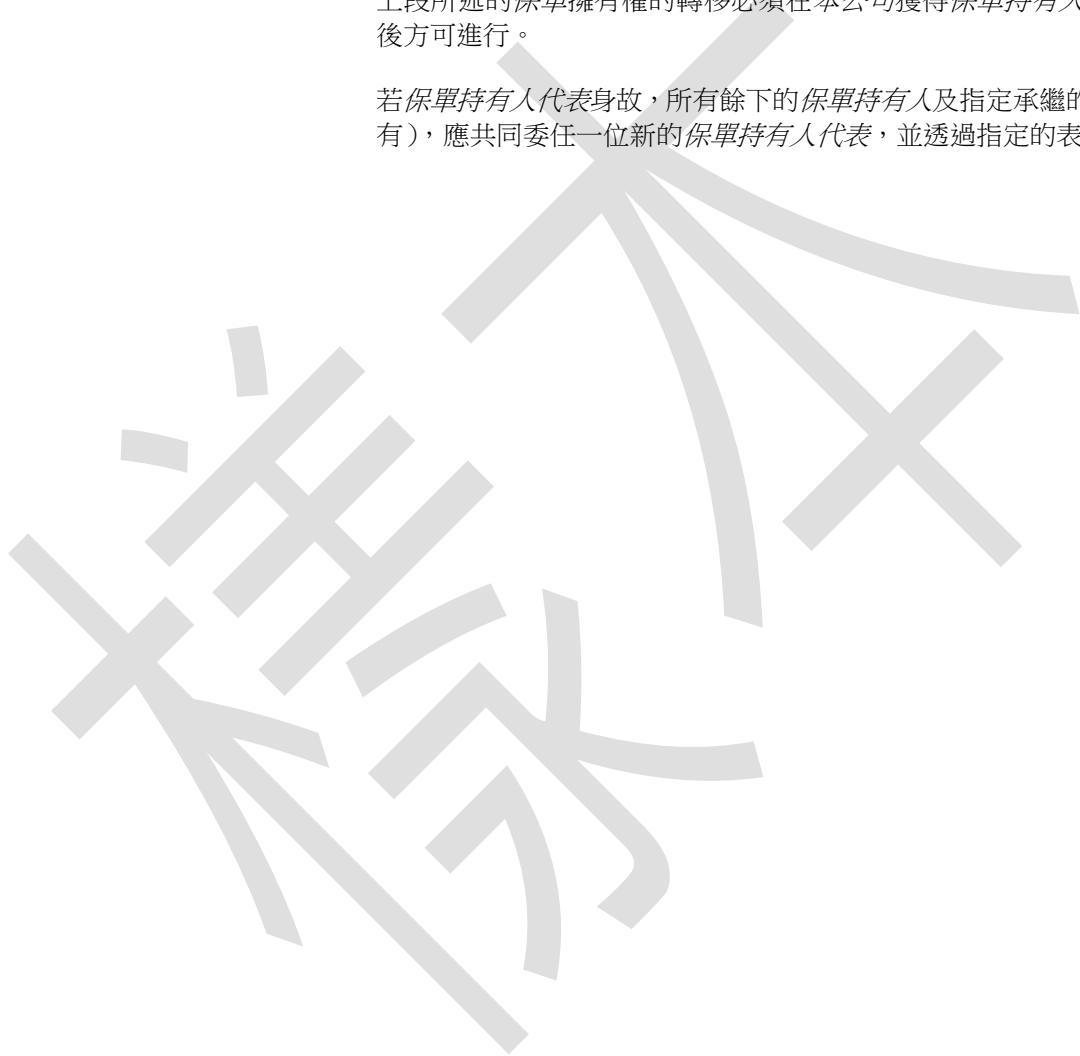 上段所述的保單擁有權的轉移必須在本公司獲得保單持有人
後方可進行。
若保單持有人代表身故，所有餘下的保單持有人及指定承繼的
有），應共同委任一位新的保單持有人代表，並透過指定的表
樣本